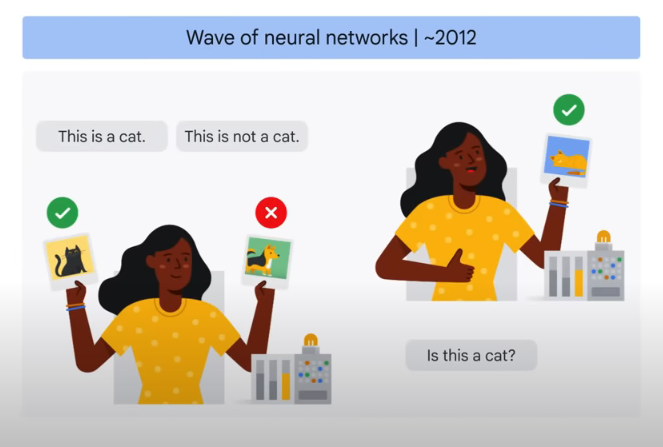 Wave of neural networks | ~2012
This is a cat.
This is not a cat.
Is this a cat?